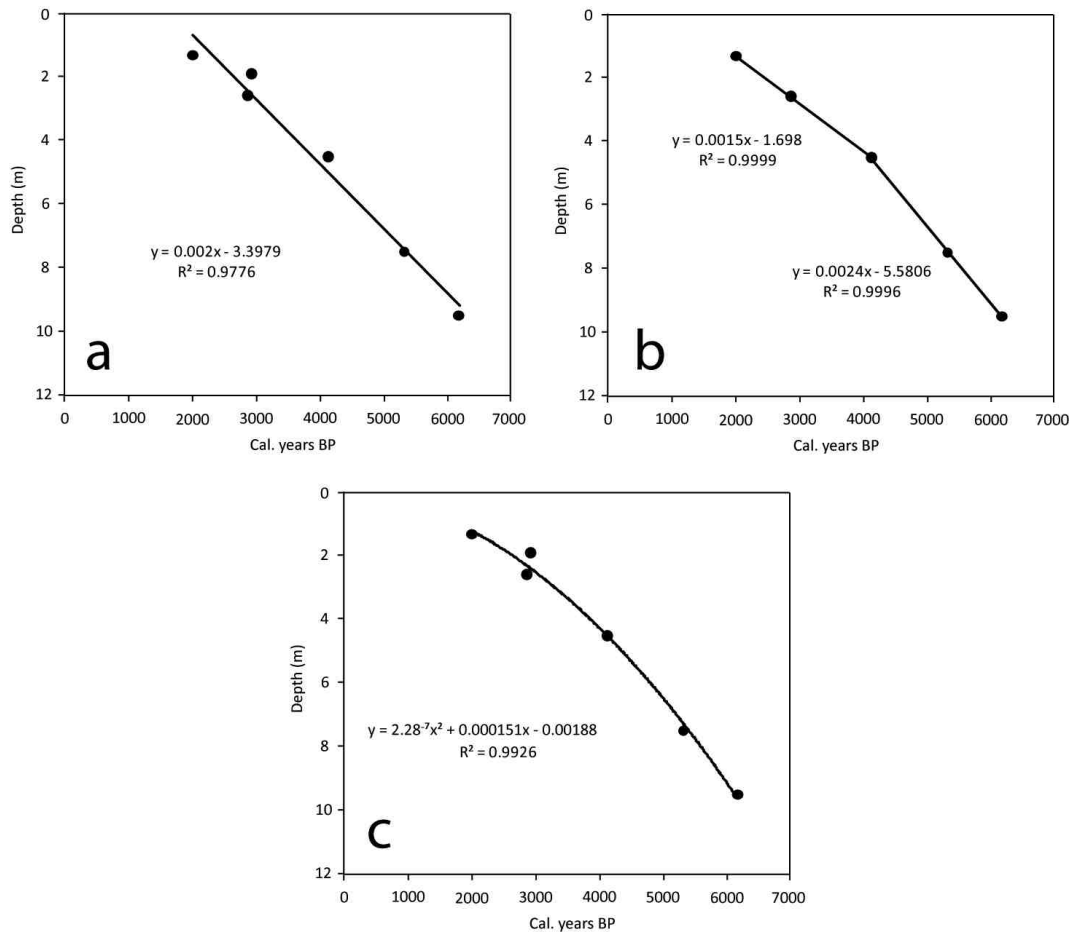 0
2
4
6
8
10
12
Depth (m)
y = 0.002x - 3.3979
R² = 0.9776
a
0 1000 2000 3000 4000 5000 6000 7000
Cal. years BP
0
2
4
6
8
10
12
Depth (m)
y = 0.0015x - 1.698
R² = 0.9999
y = 0.0024x - 5.5806
R² = 0.9996
b
0 1000 2000 3000 4000 5000 6000 7000
Cal. years BP
0
2
4
6
8
10
12
Depth (m)
y = 2.28⁻⁷x² + 0.000151x - 0.00188
R² = 0.9926
c
0 1000 2000 3000 4000 5000 6000 7000
Cal. years BP